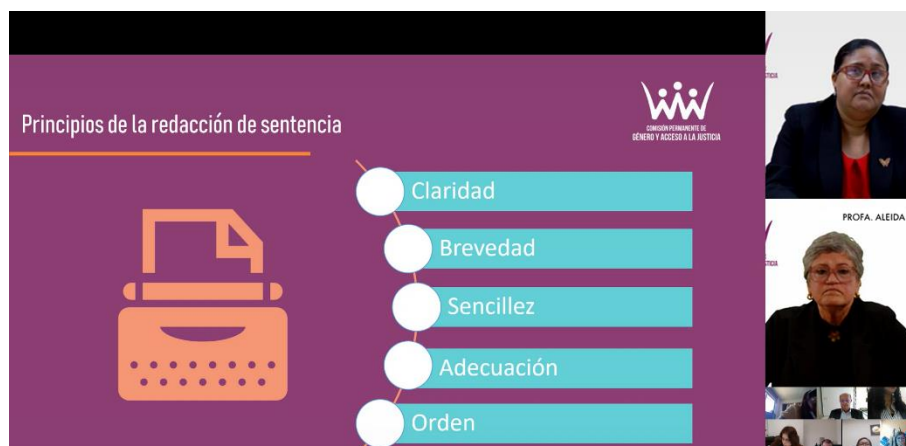 Principios de la redacción de sentencia
COMISIÓN PERMANENTE DE
GÉNERO Y ACCESO A LA JUSTICIA
Claridad
Brevedad
Sencillez
Adecuación
Orden
PROFA. ALEIDA